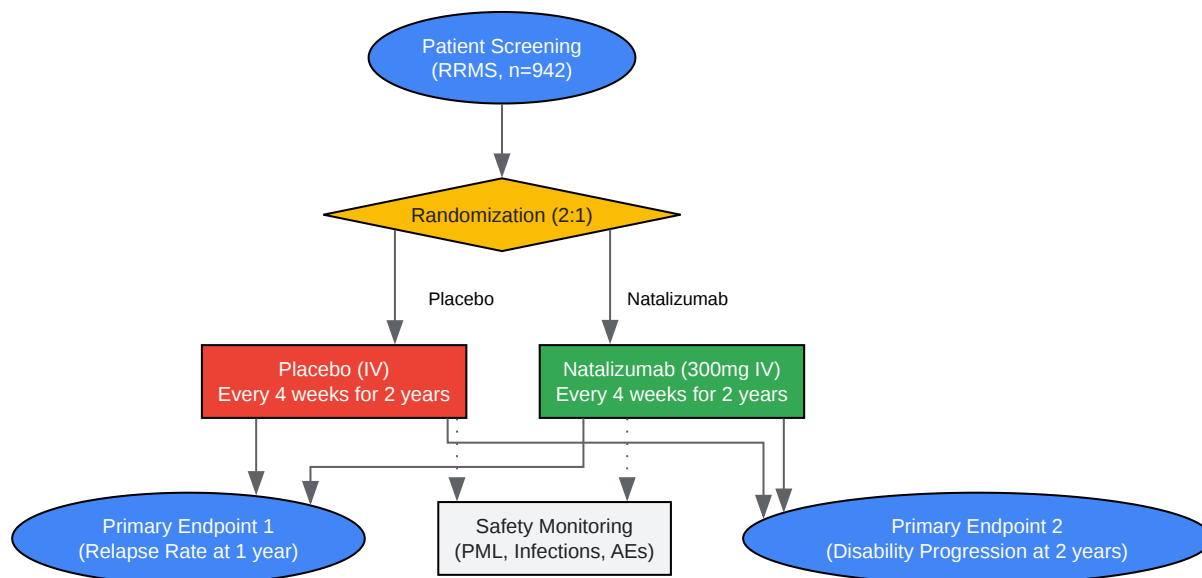 Patient Screening
(RRMS, n=942)
Randomization (2:1)
Placebo
Natalizumab
Placebo (IV)
Every 4 weeks for 2 years
Natalizumab (300mg IV)
Every 4 weeks for 2 years
Primary Endpoint 1
(Relapse Rate at 1 year)
Safety Monitoring
(PML, Infections, AEs)
Primary Endpoint 2
(Disability Progression at 2 years)